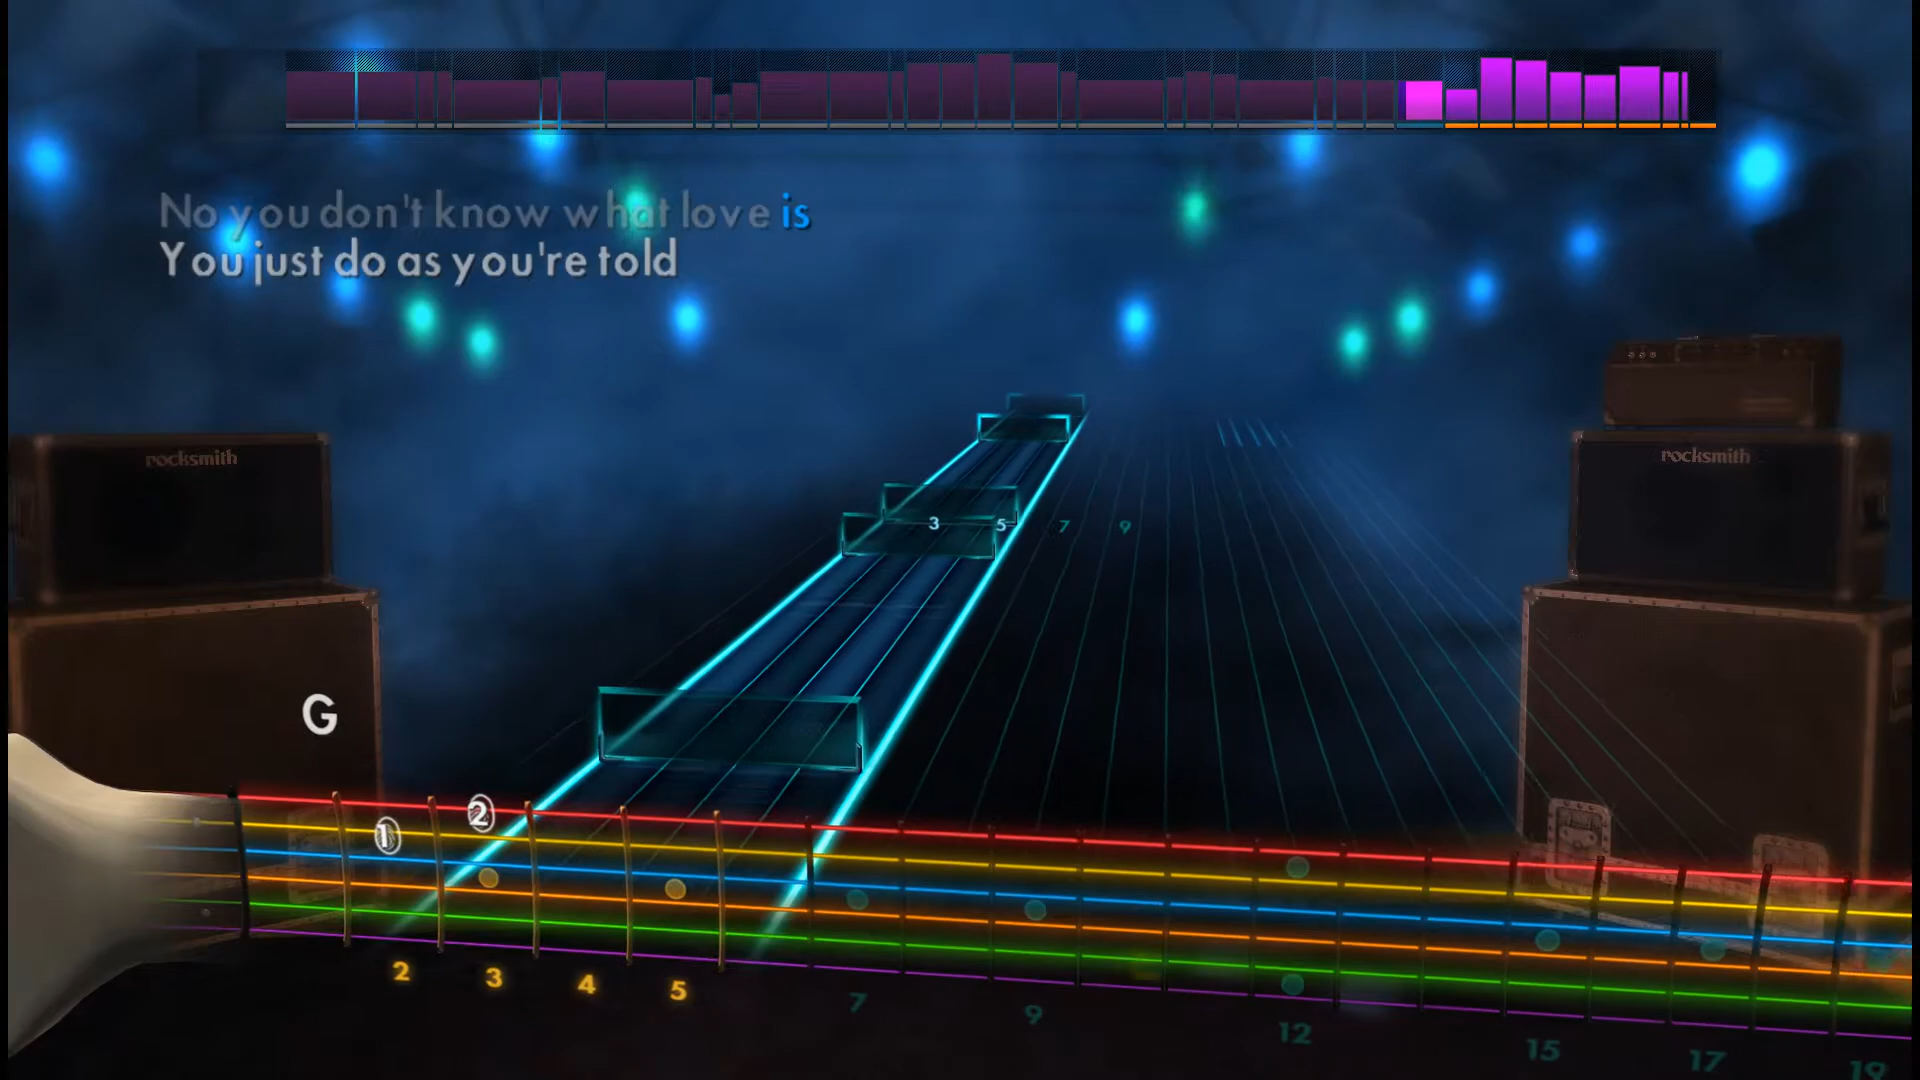 No you don't know what love is
You just do as you're told
rocksmith
rocksmith
3 5 7 9
G
1 2
2 3 4 5 7 9 12 15 17 19